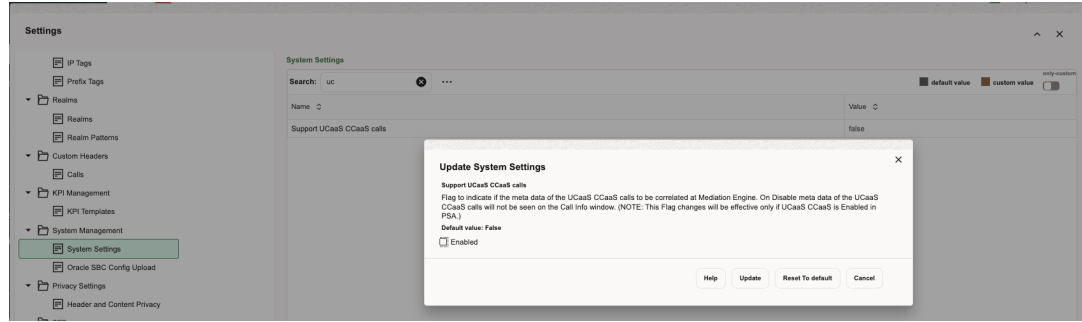 Settings
IP Tags
Prefix Tags
Realms
Realms
Realm Patterns
Custom Headers
Calls
KPI Management
KPI Templates
System Management
System Settings
Oracle SBC Config Upload
Privacy Settings
Header and Content Privacy
System Settings
Search: uc ...
default value custom value only-custom
Name Value
Support UCaaS CCaaS calls false
Update System Settings
Support UCaaS CCaaS calls
Flag to indicate if the meta data of the UCaaS CCaaS calls to be correlated at Mediation Engine. On Disable meta data of the UCaaS
CCaaS calls will not be seen on the Call Info window. (NOTE: This Flag changes will be effective only if UCaaS CCaaS is Enabled in
PSA.)
Default value: False
Enabled
Help Update Reset To default Cancel